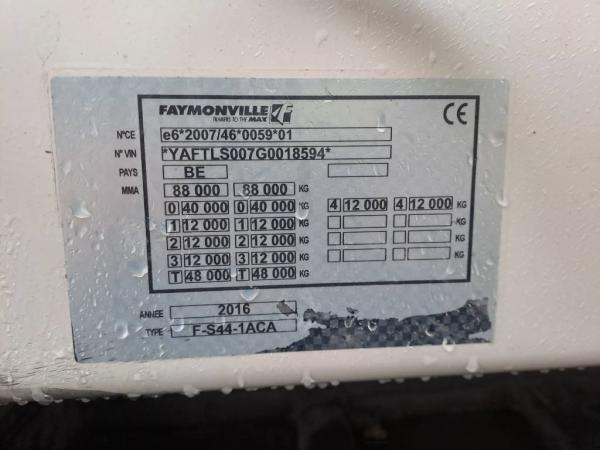 FAYMONVILLE
TRAILERS TO THE MAX
CE
N°CE e6*2007/46*0059*01
N° VIN *YAFTLS007G0018594*
PAYS BE
MMA 88 000 88 000 KG
0 40 000 0 40 000 KG 4 12 000 4 12 000 KG
1 12 000 1 12 000 KG KG
2 12 000 2 12 000 KG KG
3 12 000 3 12 000 KG KG
T 48 000 T 48 000 KG
ANNEE 2016
TYPE F-S44-1ACA